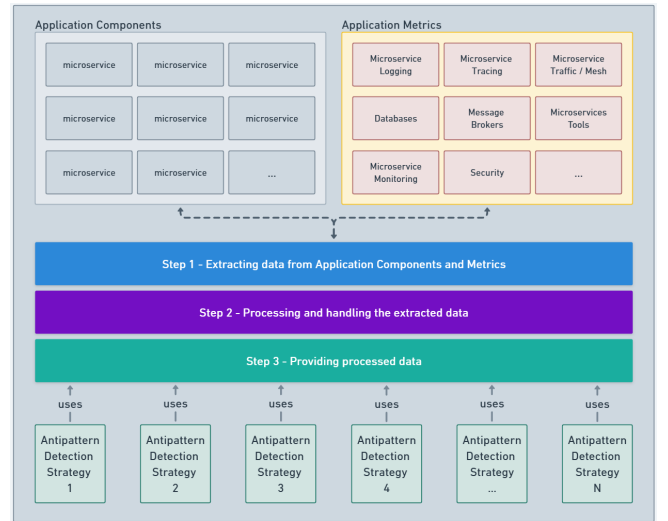 Application Components
Application Metrics
microservice
microservice
microservice
Microservice
Logging
Microservice
Tracing
Microservice
Traffic / Mesh
microservice
microservice
microservice
Databases
Message
Brokers
Microservices
Tools
microservice
microservice
...
Microservice
Monitoring
Security
...
Step 1 - Extracting data from Application Components and Metrics
Step 2 - Processing and handling the extracted data
Step 3 - Providing processed data
uses
uses
uses
uses
uses
uses
Antipattern
Detection
Strategy
1
Antipattern
Detection
Strategy
2
Antipattern
Detection
Strategy
3
Antipattern
Detection
Strategy
4
Antipattern
Detection
Strategy
...
Antipattern
Detection
Strategy
N